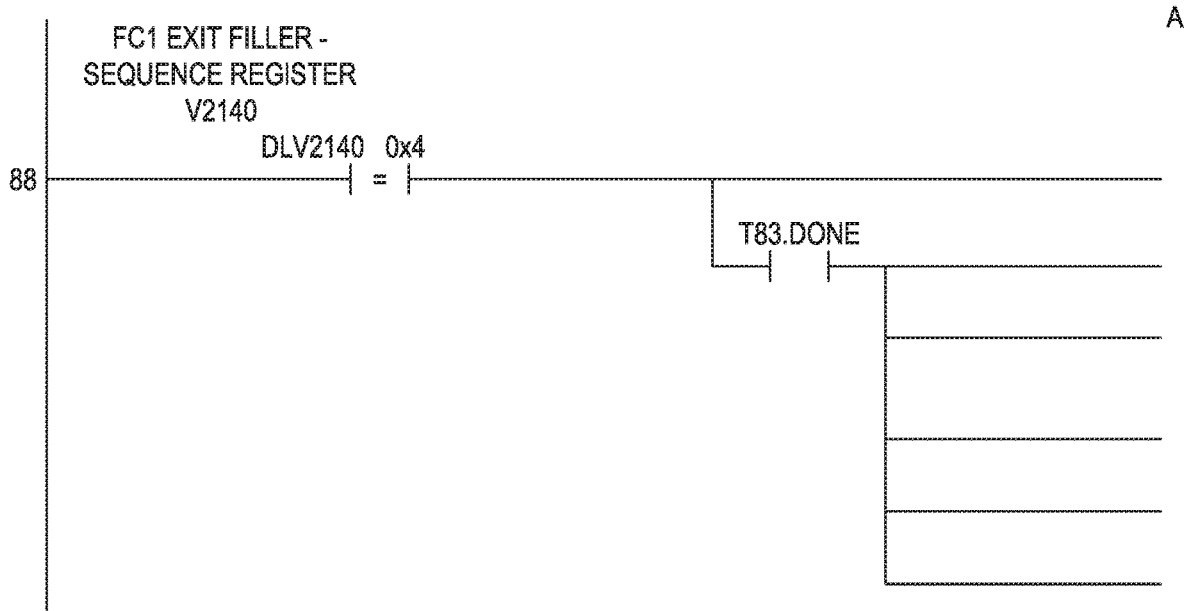 A
FC1 EXIT FILLER -
SEQUENCE REGISTER
V2140
DLV2140 0x4
88 =
T83.DONE